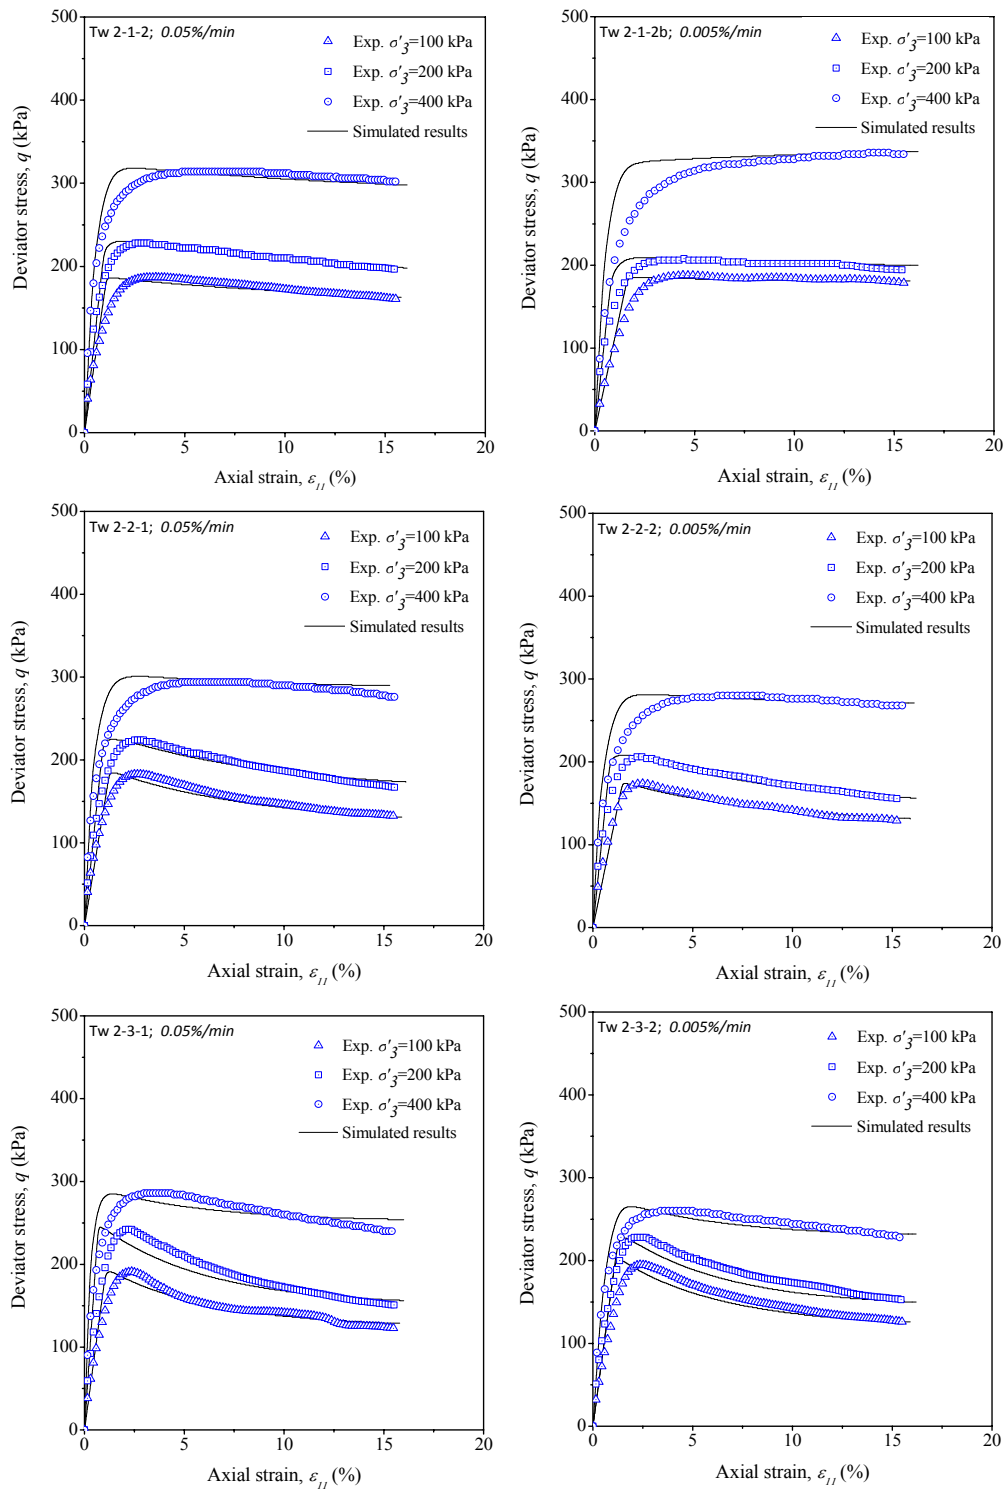 Tw 2-1-2; 0.05%/min
Exp. σ'3=100 kPa
Exp. σ'3=200 kPa
Exp. σ'3=400 kPa
Simulated results
Deviator stress, q (kPa)
500
400
300
200
100
0
0
5
10
15
20
Axial strain, ε11 (%)
Tw 2-1-2b; 0.005%/min
Exp. σ'3=100 kPa
Exp. σ'3=200 kPa
Exp. σ'3=400 kPa
Simulated results
Deviator stress, q (kPa)
500
400
300
200
100
0
0
5
10
15
20
Axial strain, ε11 (%)
Tw 2-2-1; 0.05%/min
Exp. σ'3=100 kPa
Exp. σ'3=200 kPa
Exp. σ'3=400 kPa
Simulated results
Deviator stress, q (kPa)
500
400
300
200
100
0
0
5
10
15
20
Axial strain, ε11 (%)
Tw 2-2-2; 0.005%/min
Exp. σ'3=100 kPa
Exp. σ'3=200 kPa
Exp. σ'3=400 kPa
Simulated results
Deviator stress, q (kPa)
500
400
300
200
100
0
0
5
10
15
20
Axial strain, ε11 (%)
Tw 2-3-1; 0.05%/min
Exp. σ'3=100 kPa
Exp. σ'3=200 kPa
Exp. σ'3=400 kPa
Simulated results
Deviator stress, q (kPa)
500
400
300
200
100
0
0
5
10
15
20
Axial strain, ε11 (%)
Tw 2-3-2; 0.005%/min
Exp. σ'3=100 kPa
Exp. σ'3=200 kPa
Exp. σ'3=400 kPa
Simulated results
Deviator stress, q (kPa)
500
400
300
200
100
0
0
5
10
15
20
Axial strain, ε11 (%)